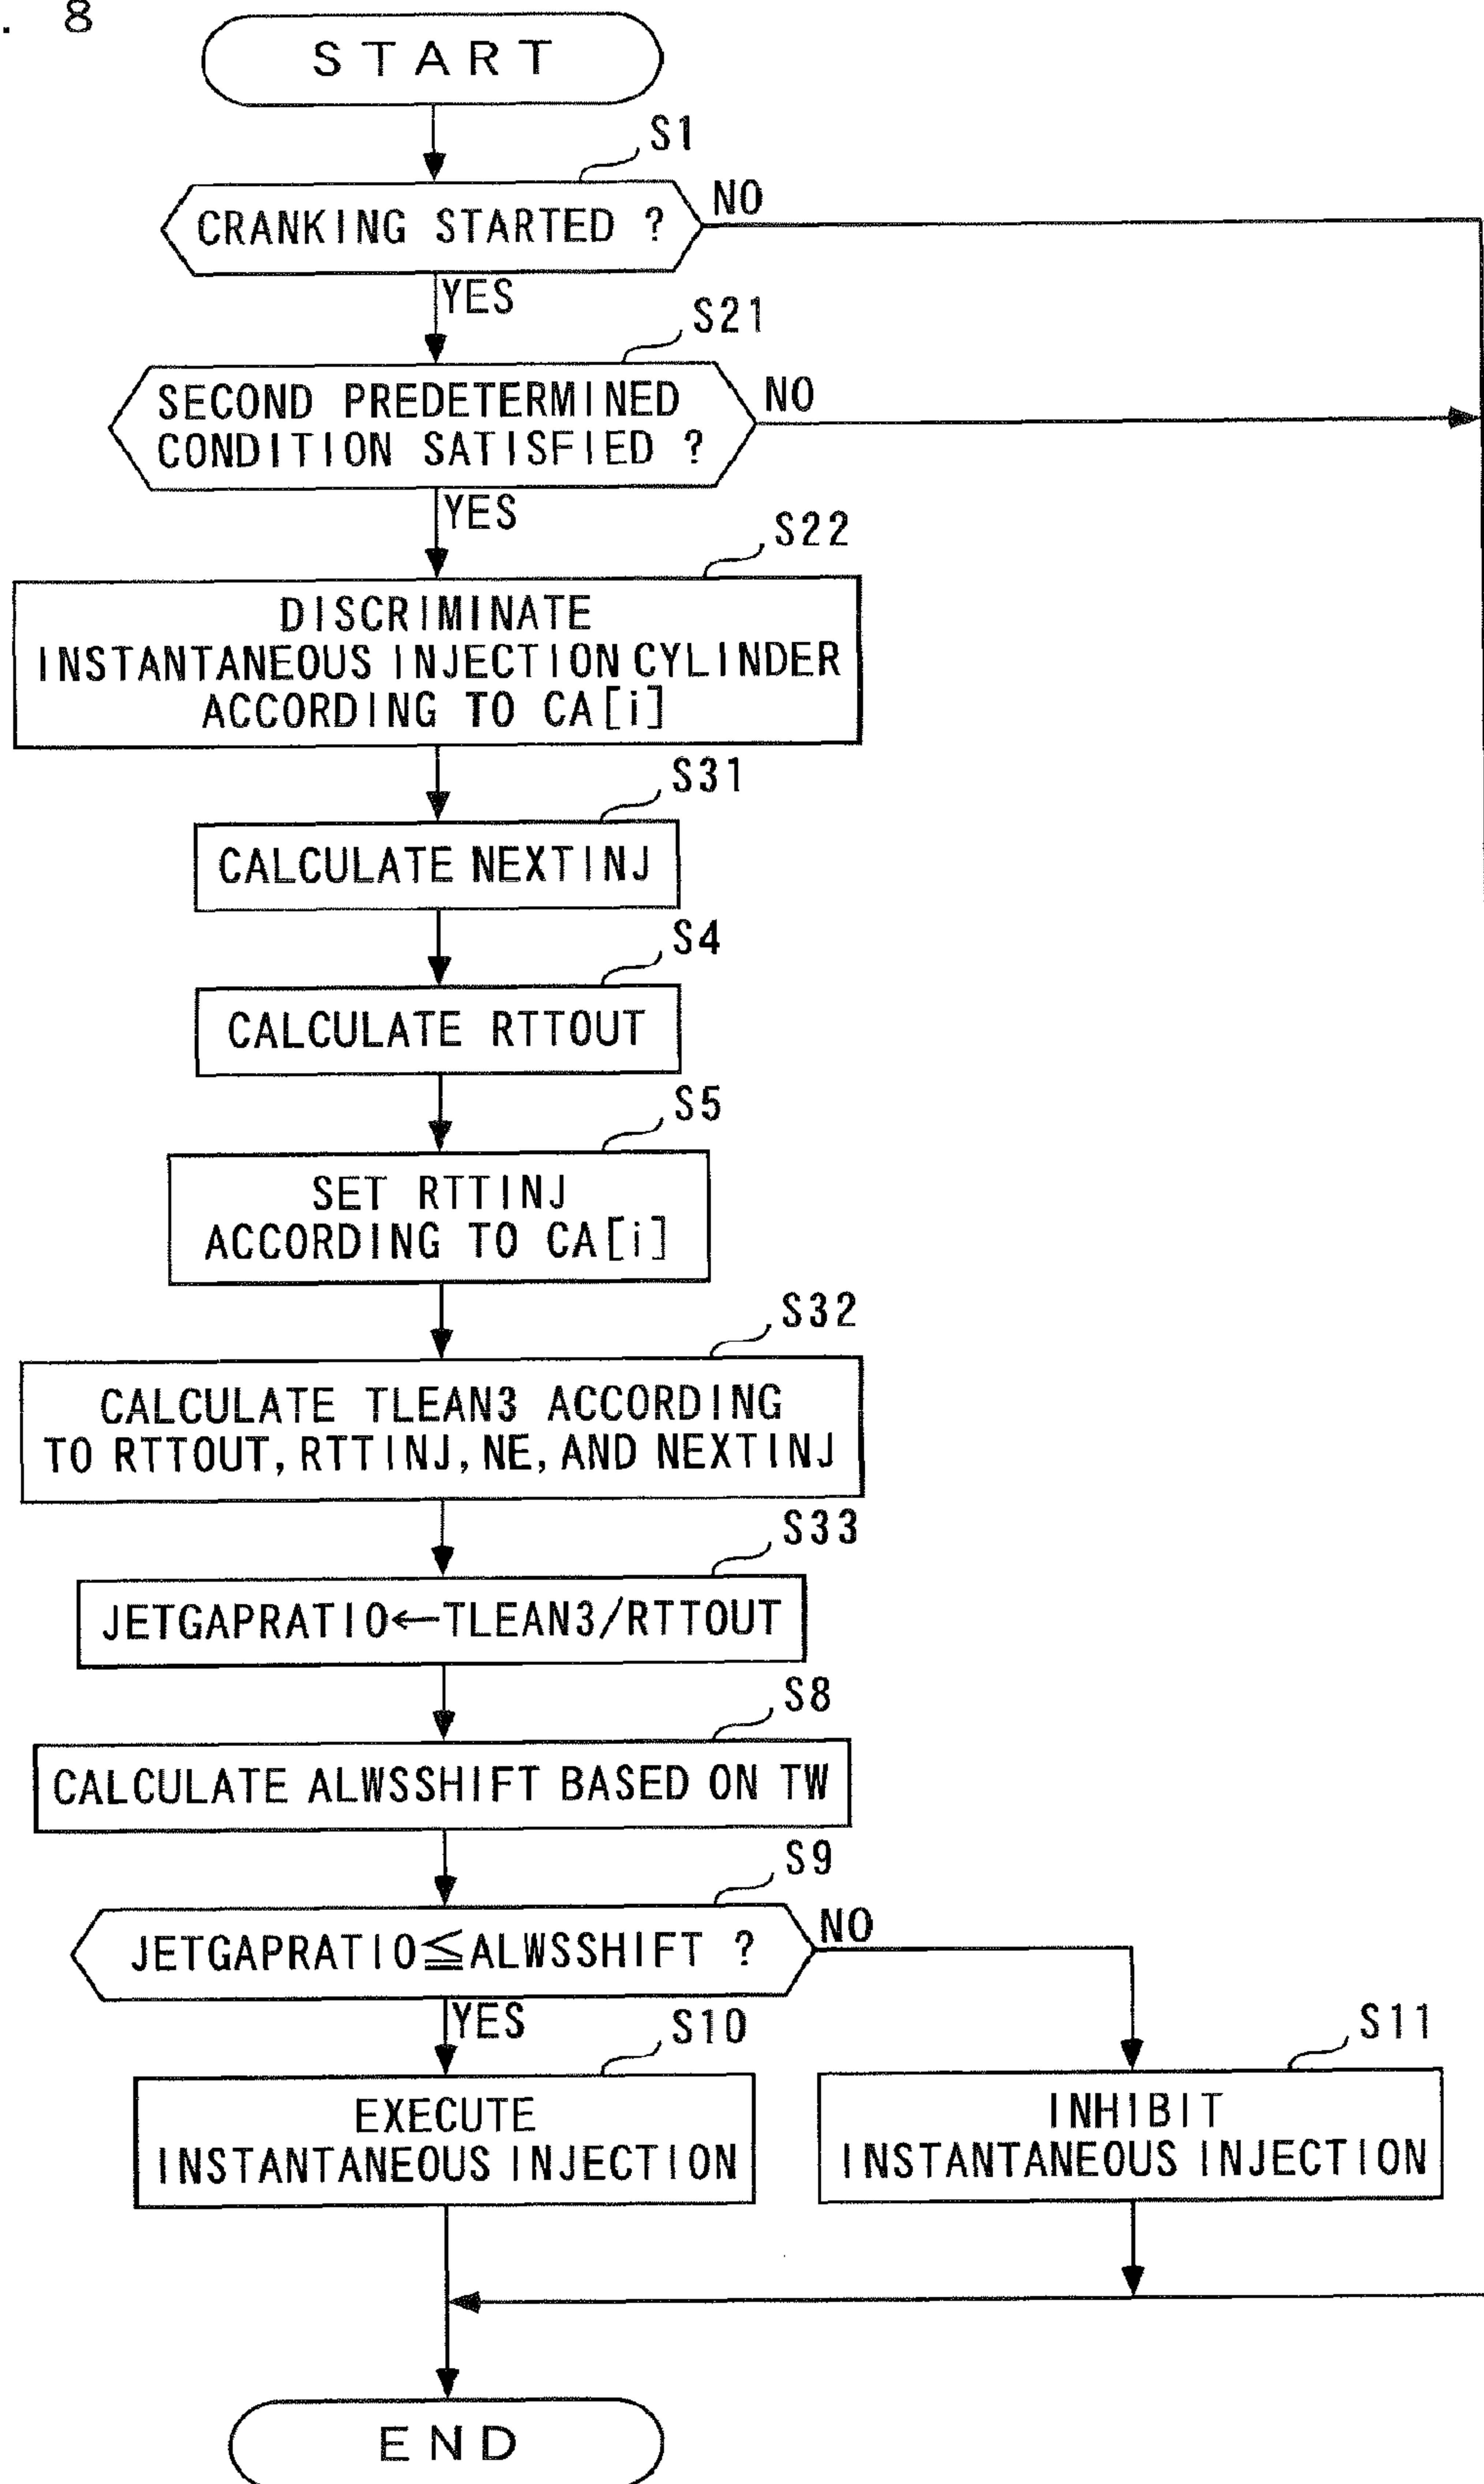 . 8
START
S1
CRANKING STARTED ?
NO
YES
S21
SECOND PREDETERMINED
CONDITION SATISFIED ?
NO
YES
S22
DISCRIMINATE
INSTANTANEOUS INJECTION CYLINDER
ACCORDING TO CA[i]
S31
CALCULATE NEXTINJ
S4
CALCULATE RTTOUT
S5
SET RTTINJ
ACCORDING TO CA[i]
S32
CALCULATE TLEAN3 ACCORDING
TO RTTOUT, RTTINJ, NE, AND NEXTINJ
S33
JETGAPRATIO←TLEAN3/RTTOUT
S8
CALCULATE ALWSSHIFT BASED ON TW
S9
JETGAPRATIO≦ALWSSHIFT ?
NO
YES
S10
EXECUTE
INSTANTANEOUS INJECTION
S11
INHIBIT
INSTANTANEOUS INJECTION
END